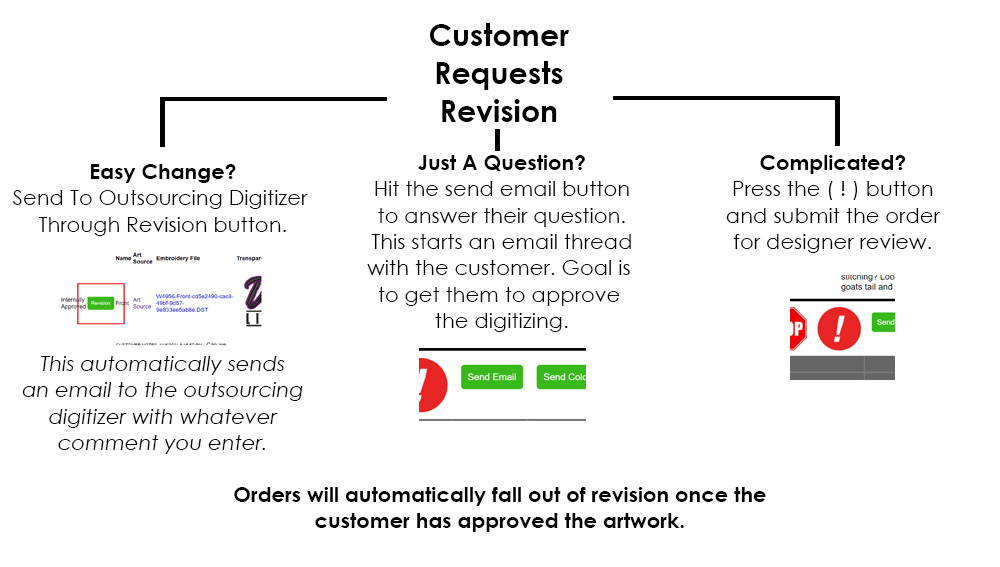 Customer
Requests
Revision
Easy Change?
Send To Outsourcing Digitizer
Through Revision button.
Name Art Source Embroidery File Transpar
Internally Approved Revision Front Art Source
W4956-Front-cd5e2490-cac8-
49bf-9c57-
9e833ee5ab8e.DST
This automatically sends
an email to the outsourcing
digitizer with whatever
comment you enter.
Just A Question?
Hit the send email button
to answer their question.
This starts an email thread
with the customer. Goal is
to get them to approve
the digitizing.
! Send Email Send Colo
Complicated?
Press the ( ! ) button
and submit the order
for designer review.
stitching? Loo
goats tail and
OP ! Send
Orders will automatically fall out of revision once the
customer has approved the artwork.